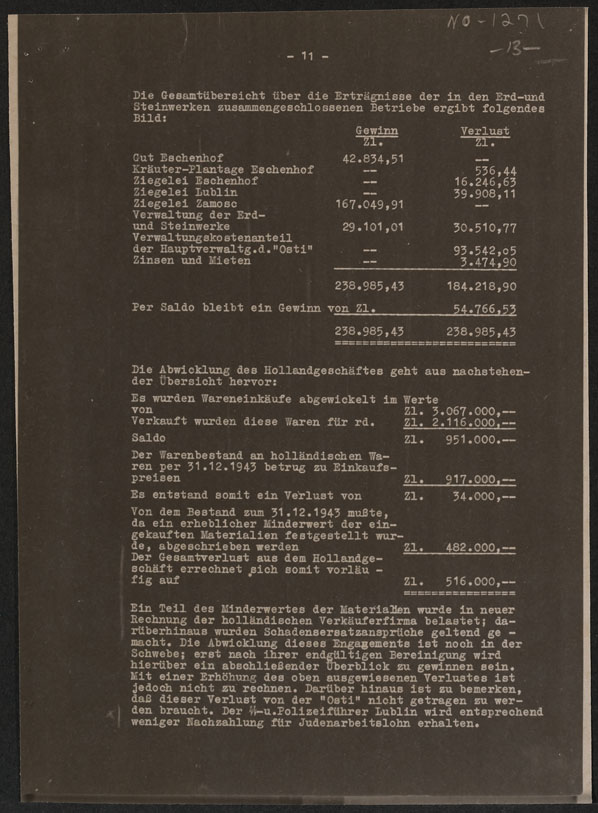 NO-1271
-13-
- 11 -
Die Gesamtübersicht über die Erträgnisse der in den Erd-und
Steinwerken zusammengeschlossenen Betriebe ergibt folgendes
Bild:
Gewinn Verlust
Zl. Zl.
Gut Eschenhof 42.834,51 --
Kräuter-Plantage Eschenhof -- 536,44
Ziegelei Eschenhof -- 16.246,63
Ziegelei Lublin -- 39.908,11
Ziegelei Zamosc 167.049,91 --
Verwaltung der Erd-
und Steinwerke 29.101,01 30.510,77
Verwaltungskostenanteil
der Hauptverwaltg.d."Osti" -- 93.542,05
Zinsen und Mieten -- 3.474,90
238.985,43 184.218,90
Per Saldo bleibt ein Gewinn von Zl. 54.766,53
238.985,43 238.985,43
Die Abwicklung des Hollandgeschäftes geht aus nachstehen-
der Übersicht hervor:
Es wurden Wareneinkäufe abgewickelt im Werte
von Zl. 3.067.000,--
Verkauft wurden diese Waren für rd. Zl. 2.116.000,--
Saldo Zl. 951.000.--
Der Warenbestand an holländischen Wa-
ren per 31.12.1943 betrug zu Einkaufs-
preisen Zl. 917.000,--
Es entstand somit ein Verlust von Zl. 34.000,--
Von dem Bestand zum 31.12.1943 mußte,
da ein erheblicher Minderwert der ein-
gekauften Materialien festgestellt wur-
de, abgeschrieben werden Zl. 482.000,--
Der Gesamtverlust aus dem Hollandge-
schäft errechnet sich somit vorläu -
fig auf Zl. 516.000,--
Ein Teil des Minderwertes der Materialien wurde in neuer
Rechnung der holländischen Verkäuferfirma belastet; da-
rüberhinaus wurden Schadensersatzansprüche geltend ge -
macht. Die Abwicklung dieses Engagements ist noch in der
Schwebe; erst nach ihrer endgültigen Bereinigung wird
hierüber ein abschließender Überblick zu gewinnen sein.
Mit einer Erhöhung des oben ausgewiesenen Verlustes ist
jedoch nicht zu rechnen. Darüber hinaus ist zu bemerken,
daß dieser Verlust von der "Osti" nicht getragen zu wer-
den braucht. Der ᛋᛋ-u.Polizeiführer Lublin wird entsprechend
weniger Nachzahlung für Judenarbeitslohn erhalten.